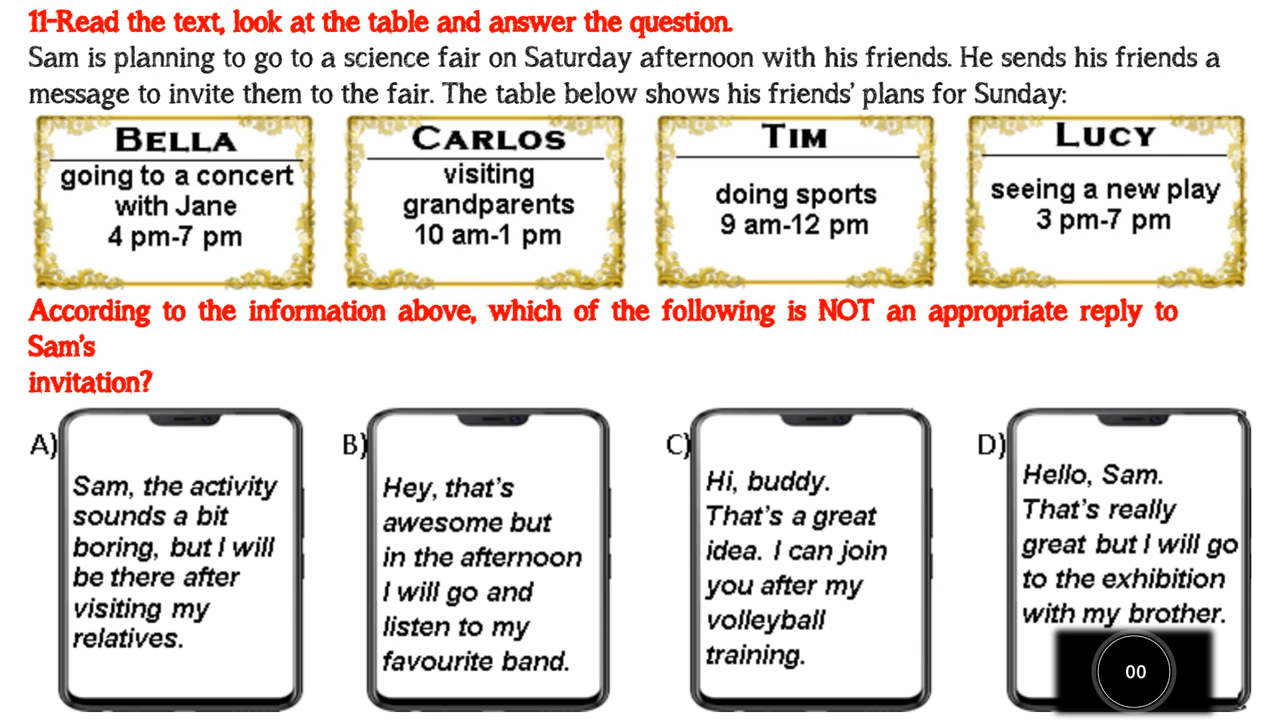 11-Read the text, look at the table and answer the question.
Sam is planning to go to a science fair on Saturday afternoon with his friends. He sends his friends a
message to invite them to the fair. The table below shows his friends' plans for Sunday:
BELLA
going to a concert
with Jane
4 pm-7 pm
CARLOS
visiting
grandparents
10 am-1 pm
TIM
doing sports
9 am-12 pm
LUCY
seeing a new play
3 pm-7 pm
According to the information above, which of the following is NOT an appropriate reply to
Sam's
invitation?
A)
Sam, the activity
sounds a bit
boring, but I will
be there after
visiting my
relatives.
B)
Hey, that's
awesome but
in the afternoon
I will go and
listen to my
favourite band.
C)
Hi, buddy.
That's a great
idea. I can join
you after my
volleyball
training.
D)
Hello, Sam.
That's really
great but I will go
to the exhibition
with my brother.
00